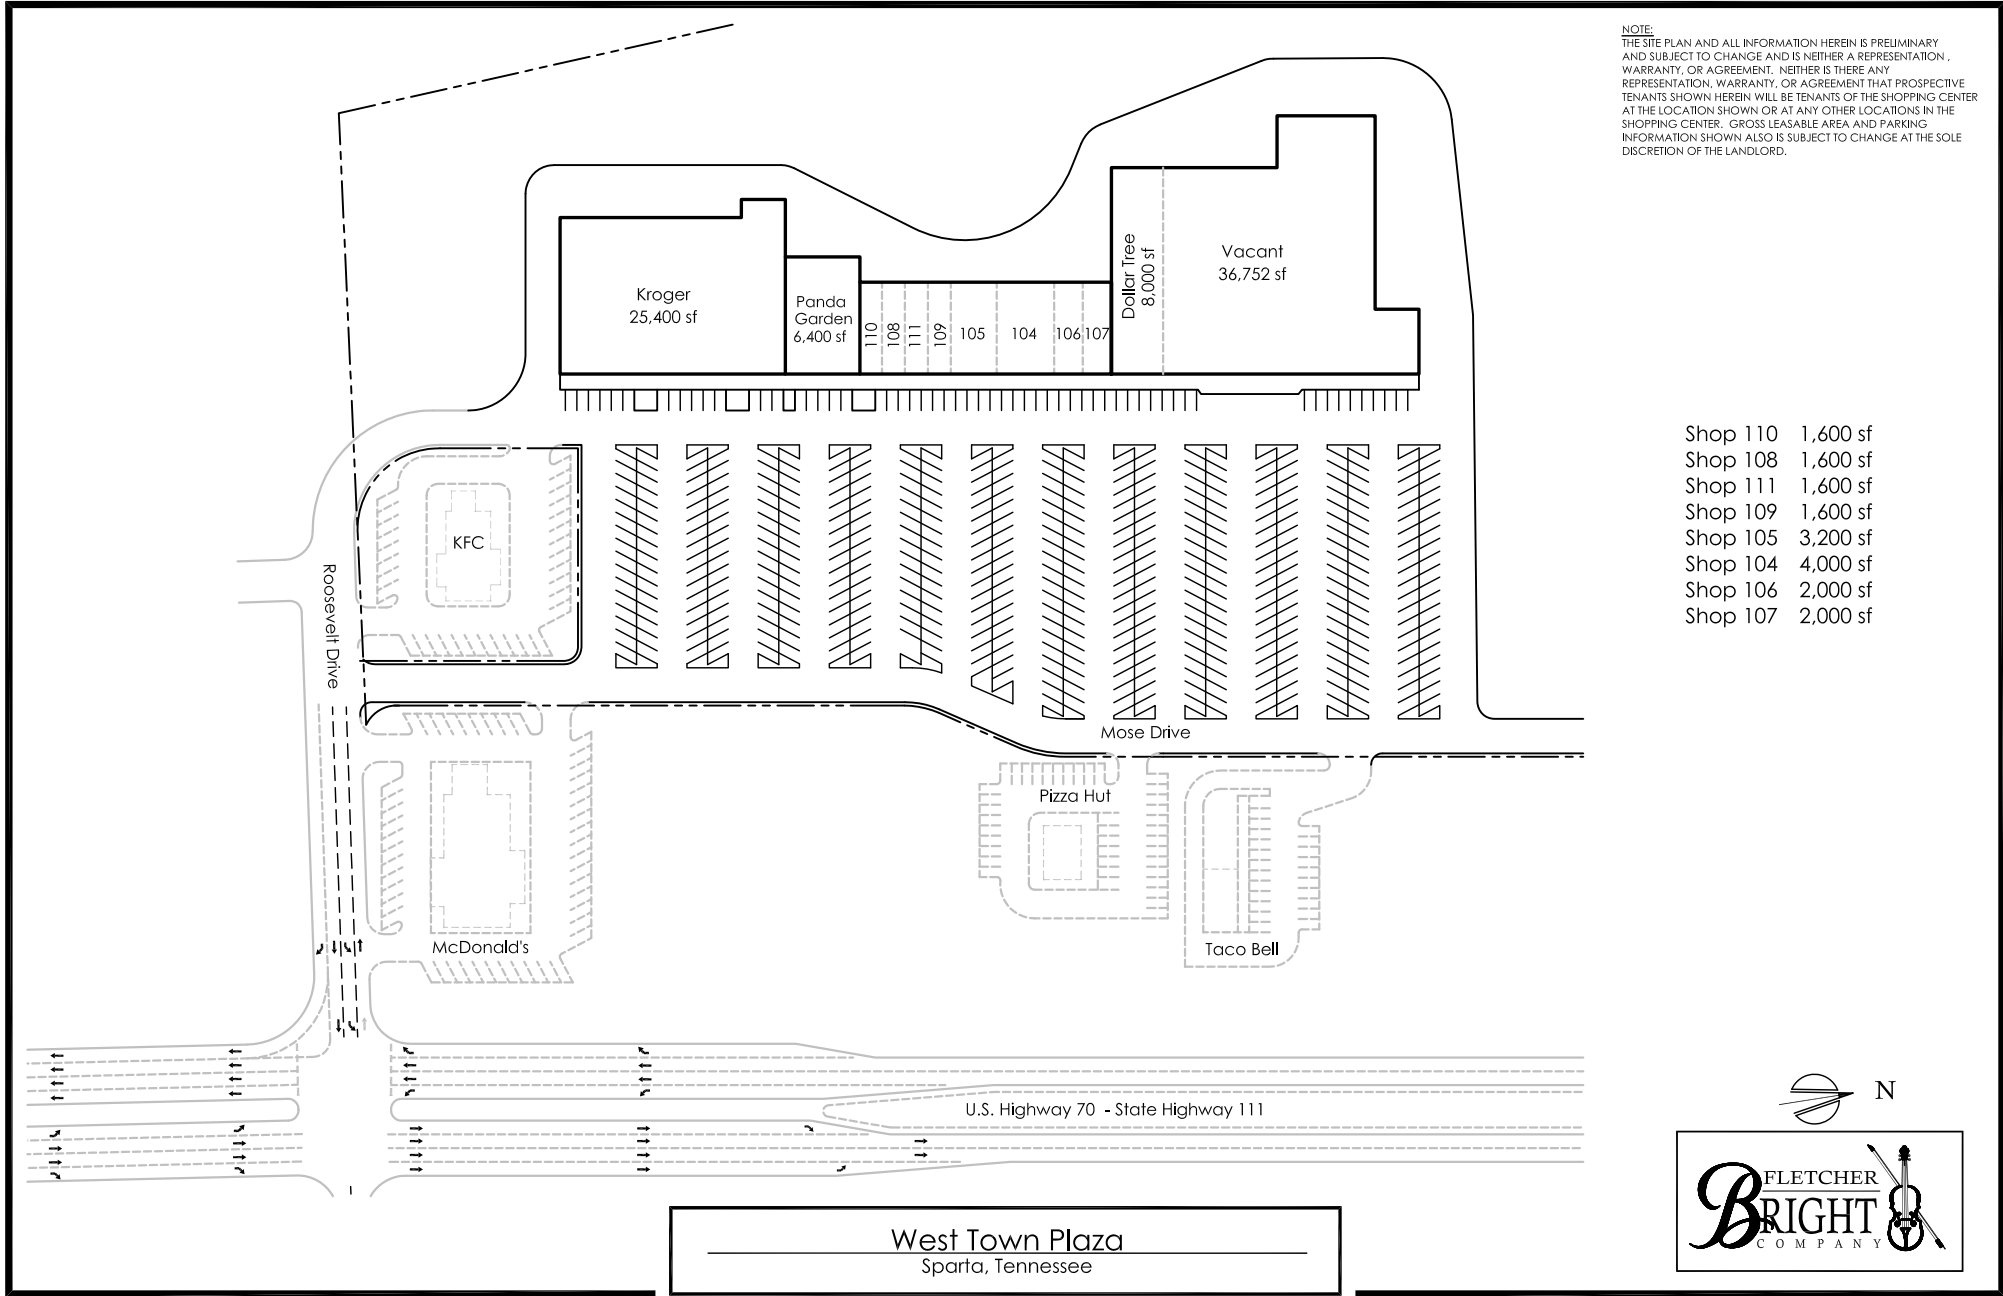 NOTE:
THE SITE PLAN AND ALL INFORMATION HEREIN IS PRELIMINARY
AND SUBJECT TO CHANGE AND IS NEITHER A REPRESENTATION ,
WARRANTY, OR AGREEMENT. NEITHER IS THERE ANY
REPRESENTATION, WARRANTY, OR AGREEMENT THAT PROSPECTIVE
TENANTS SHOWN HEREIN WILL BE TENANTS OF THE SHOPPING CENTER
AT THE LOCATION SHOWN OR AT ANY OTHER LOCATIONS IN THE
SHOPPING CENTER. GROSS LEASABLE AREA AND PARKING
INFORMATION SHOWN ALSO IS SUBJECT TO CHANGE AT THE SOLE
DISCRETION OF THE LANDLORD.
Kroger
25,400 sf
Panda
Garden
6,400 sf
110
108
111
109
105
104
106
107
Dollar Tree
8,000 sf
Vacant
36,752 sf
Shop 110 1,600 sf
Shop 108 1,600 sf
Shop 111 1,600 sf
Shop 109 1,600 sf
Shop 105 3,200 sf
Shop 104 4,000 sf
Shop 106 2,000 sf
Shop 107 2,000 sf
KFC
Roosevelt Drive
Mose Drive
Pizza Hut
McDonald's
Taco Bell
U.S. Highway 70 - State Highway 111
N
FLETCHER
BRIGHT
COMPANY
West Town Plaza
Sparta, Tennessee